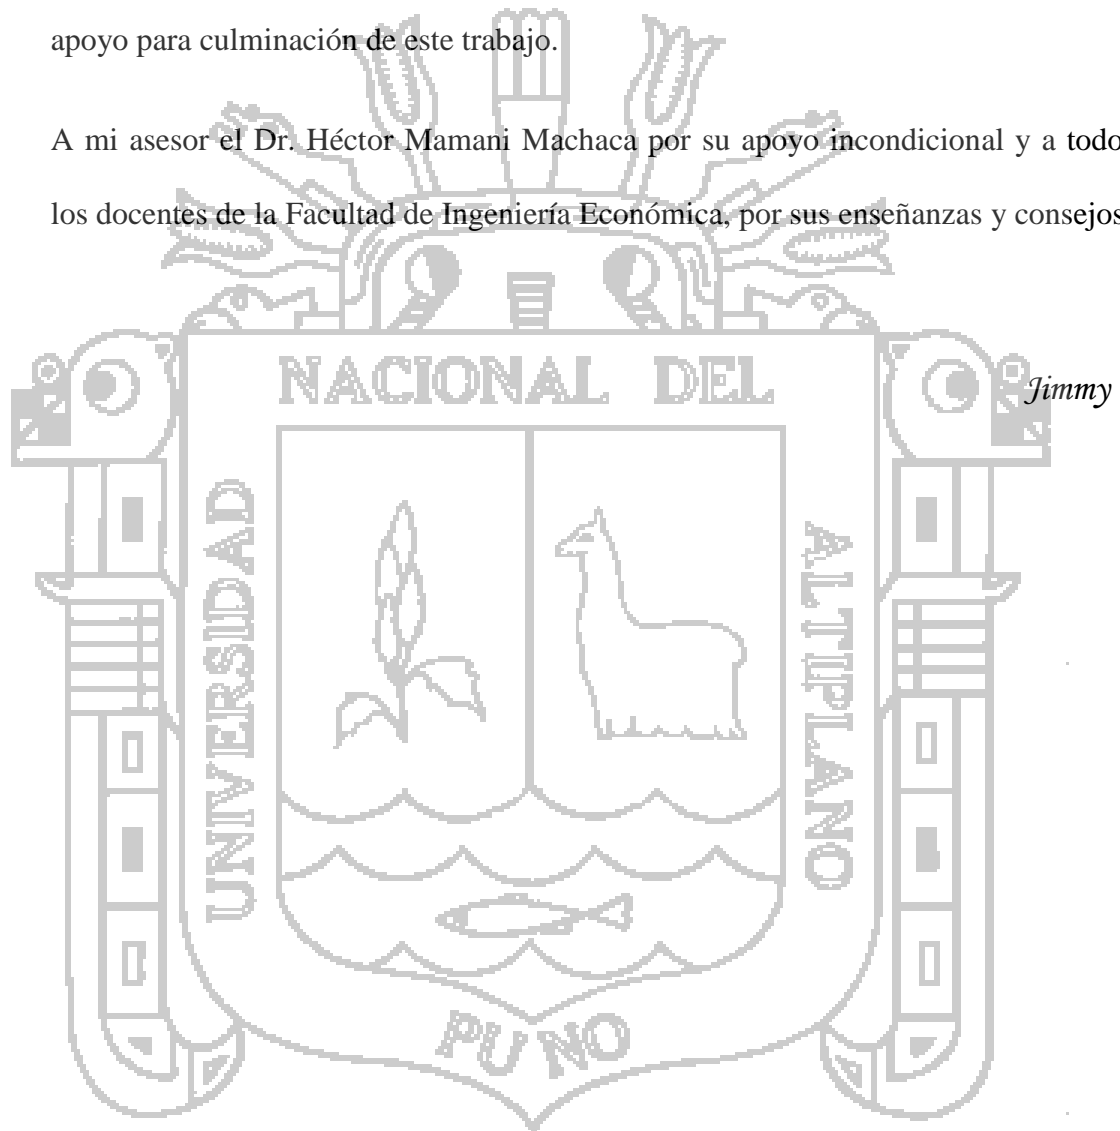 apoyo para culminación de este trabajo.
A mi asesor el Dr. Héctor Mamani Machaca por su apoyo incondicional y a todo
los docentes de la Facultad de Ingeniería Económica, por sus enseñanzas y consejos
NACIONAL DEL
Jimmy
UNIVERSIDAD
ALTIPLANO
PUNO